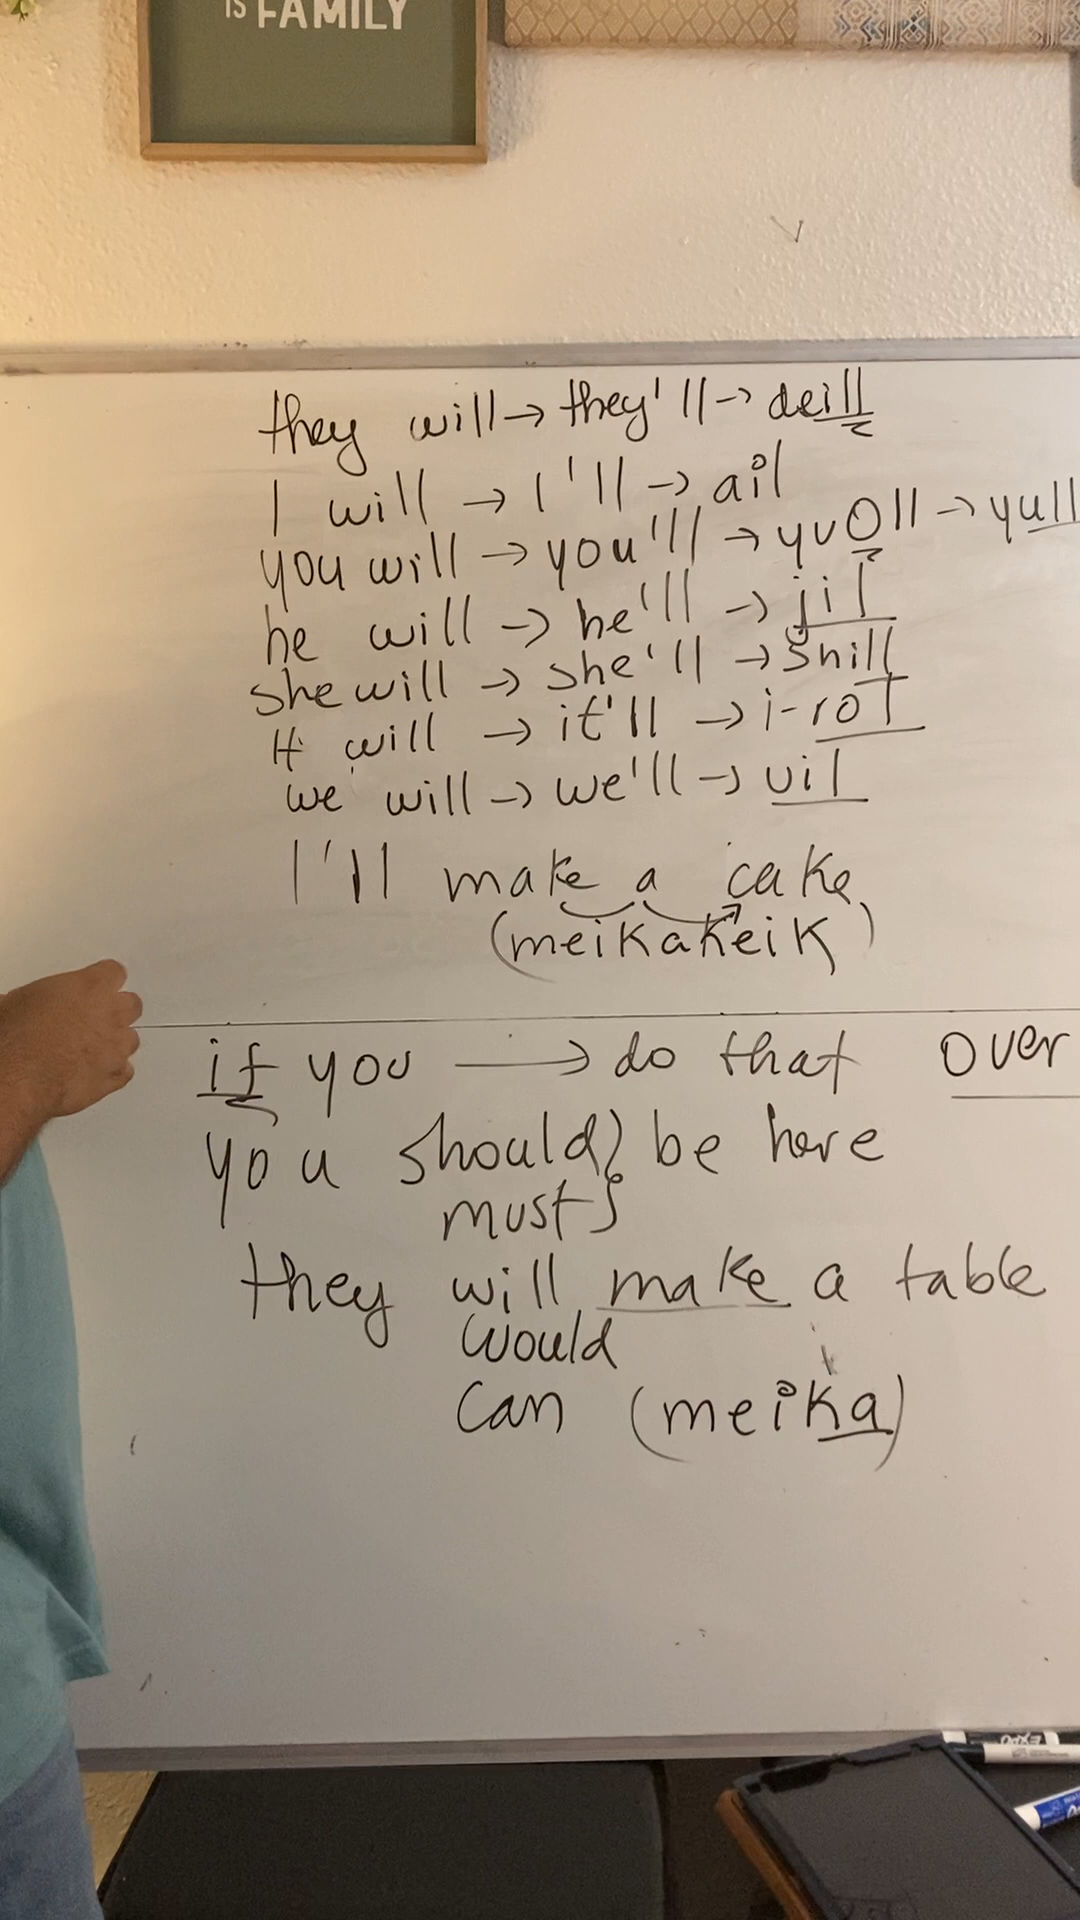 IS FAMILY
they will → they'll → deill
I will → I'll → ail
you will → you'll → yuOll → yull
he will → he'll → jil
she will → she'll → shill
It will → it'll → i-rol
we will → we'll → uil
I'll make a cake
(meikakeik)
if you → do that over
you should } be here
must }
they will make a table
would
can (meika)
EXPO